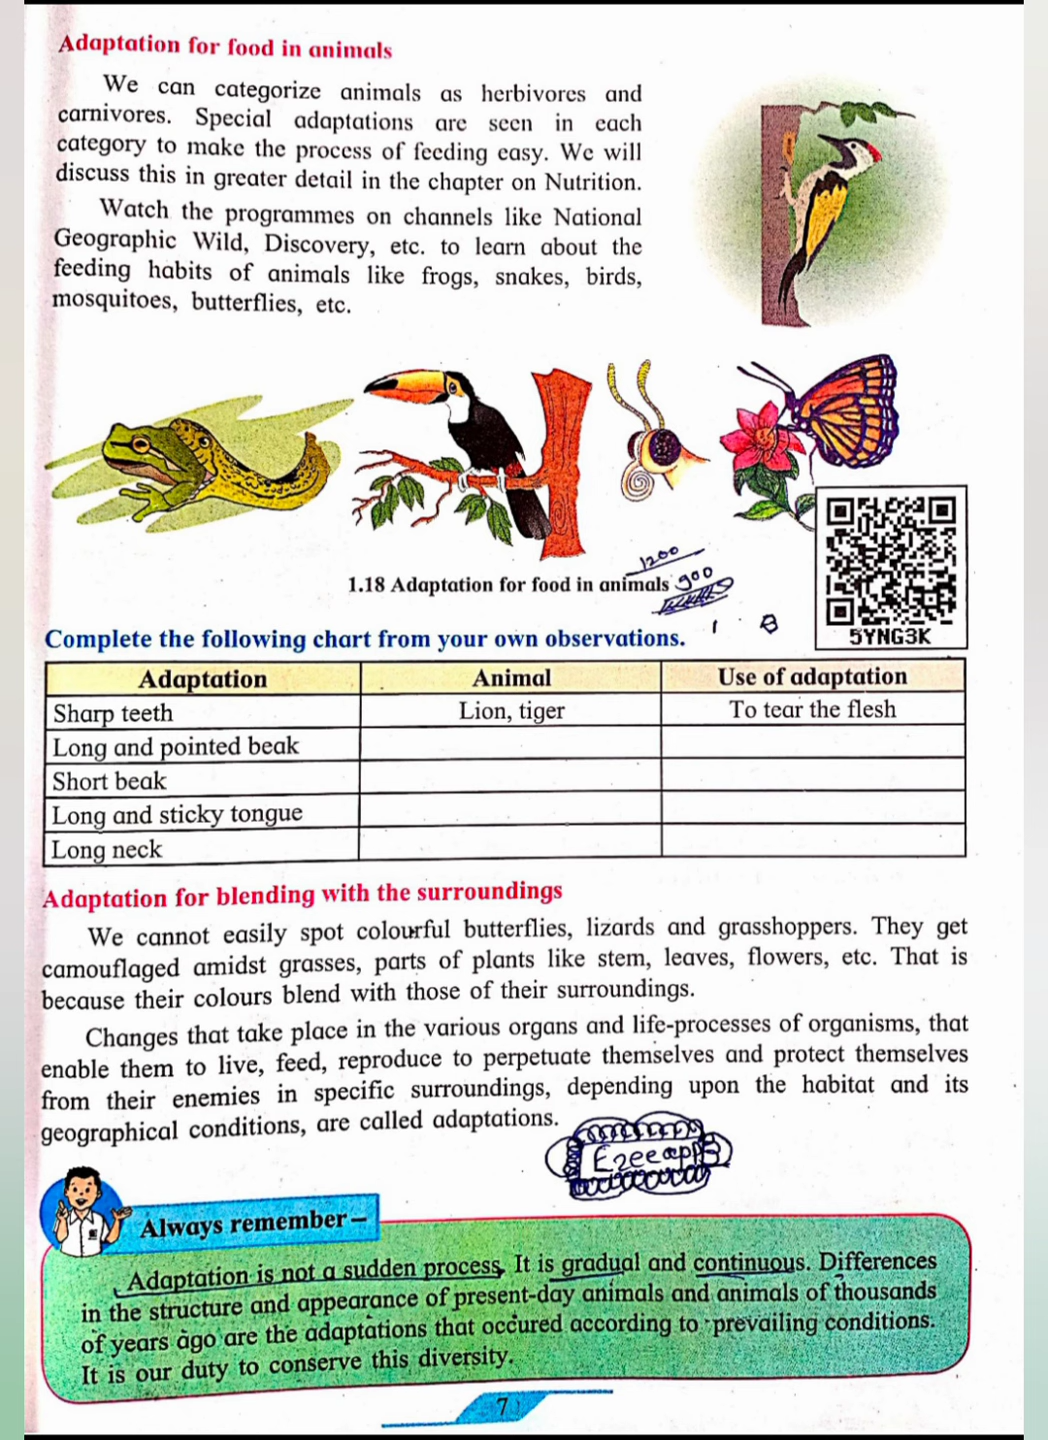 Adaptation for food in animals
We can categorize animals as herbivores and
carnivores. Special adaptations are seen in each
category to make the process of feeding easy. We will
discuss this in greater detail in the chapter on Nutrition.
Watch the programmes on channels like National
Geographic Wild, Discovery, etc. to learn about the
feeding habits of animals like frogs, snakes, birds,
mosquitoes, butterflies, etc.
1200
1.18 Adaptation for food in animals 900
Complete the following chart from your own observations.
5YNG3K
Adaptation Animal Use of adaptation
Sharp teeth Lion, tiger To tear the flesh
Long and pointed beak
Short beak
Long and sticky tongue
Long neck
Adaptation for blending with the surroundings
We cannot easily spot colourful butterflies, lizards and grasshoppers. They get
camouflaged amidst grasses, parts of plants like stem, leaves, flowers, etc. That is
because their colours blend with those of their surroundings.
Changes that take place in the various organs and life-processes of organisms, that
enable them to live, feed, reproduce to perpetuate themselves and protect themselves
from their enemies in specific surroundings, depending upon the habitat and its
geographical conditions, are called adaptations.
Always remember –
Adaptation is not a sudden process. It is gradual and continuous. Differences
in the structure and appearance of present-day animals and animals of thousands
of years ago are the adaptations that occured according to prevailing conditions.
It is our duty to conserve this diversity.
7